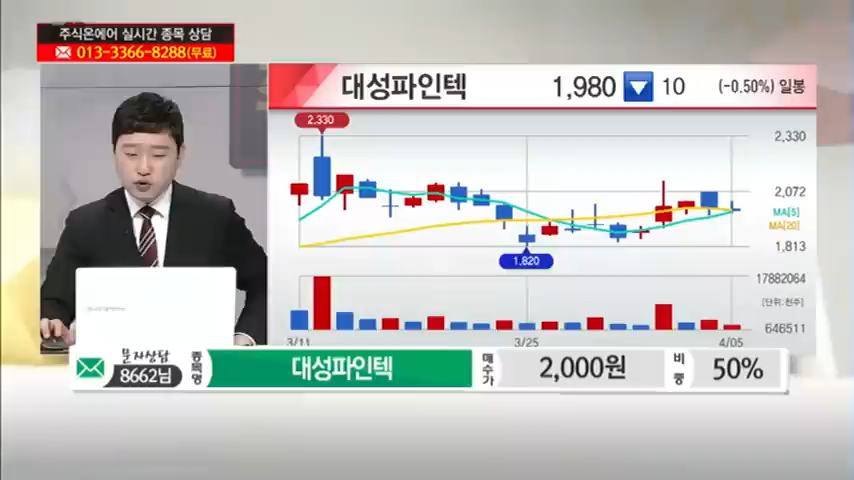 주식온에어 실시간 종목 상담
013-3366-8288(무료)
대성파인텍
1,980 ▼ 10 (-0.50%) 일봉
2,330
2,330
2,072
MA[5]
MA[20]
1,820
1,813
17882064
[단위:천주]
646511
3/11 3/25 4/05
문자상담
8662님
종목명
대성파인텍
매수가
2,000원
비중
50%